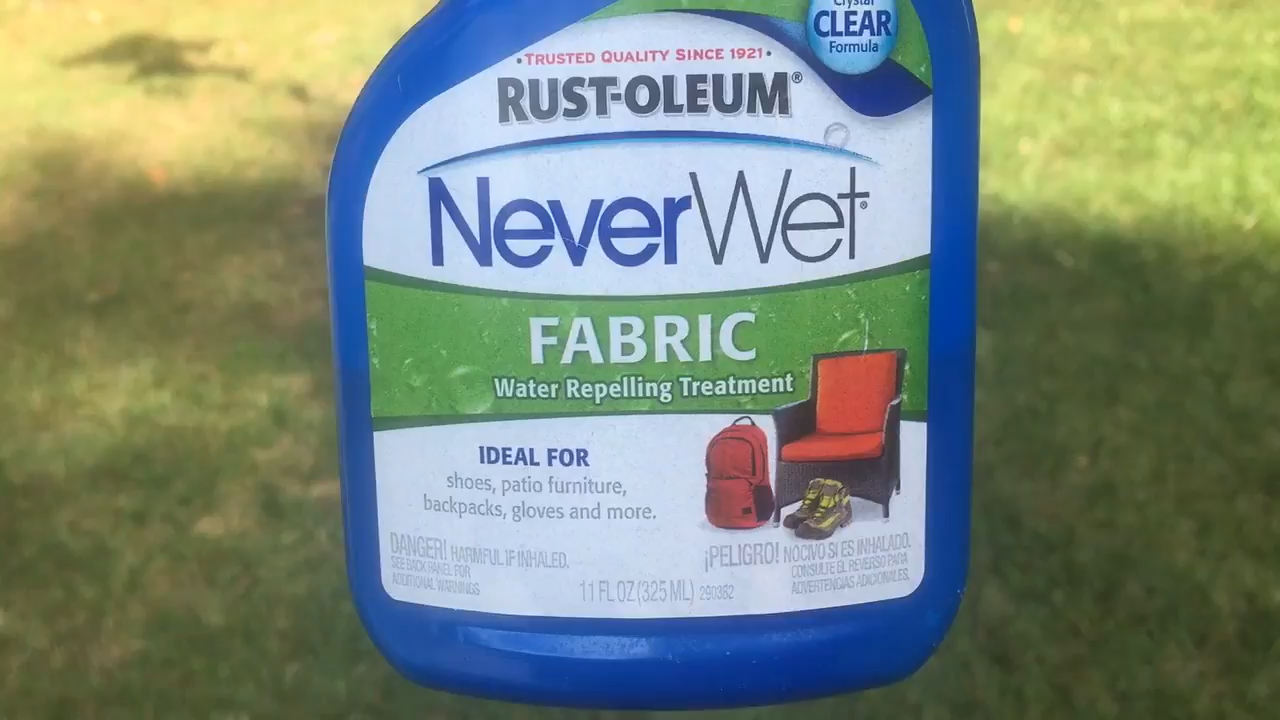 Crystal
CLEAR
Formula
•TRUSTED QUALITY SINCE 1921•
RUST-OLEUM®
NeverWet®
FABRIC
Water Repelling Treatment
IDEAL FOR
shoes, patio furniture,
backpacks, gloves and more.
DANGER! HARMFUL IF INHALED.
SEE BACK PANEL FOR
ADDITIONAL WARNINGS
¡PELIGRO! NOCIVO SI ES INHALADO.
CONSULTE EL REVERSO PARA
ADVERTENCIAS ADICIONALES.
11 FL OZ (325 ML) 290382